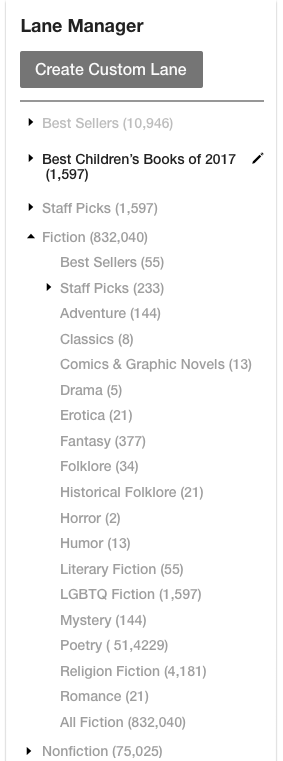 Lane Manager
Create Custom Lane
Best Sellers (10,946)
Best Children's Books of 2017
(1,597)
Staff Picks (1,597)
Fiction (832,040)
Best Sellers (55)
Staff Picks (233)
Adventure (144)
Classics (8)
Comics & Graphic Novels (13)
Drama (5)
Erotica (21)
Fantasy (377)
Folklore (34)
Historical Folklore (21)
Horror (2)
Humor (13)
Literary Fiction (55)
LGBTQ Fiction (1,597)
Mystery (144)
Poetry ( 51,4229)
Religion Fiction (4,181)
Romance (21)
All Fiction (832,040)
Nonfiction (75,025)